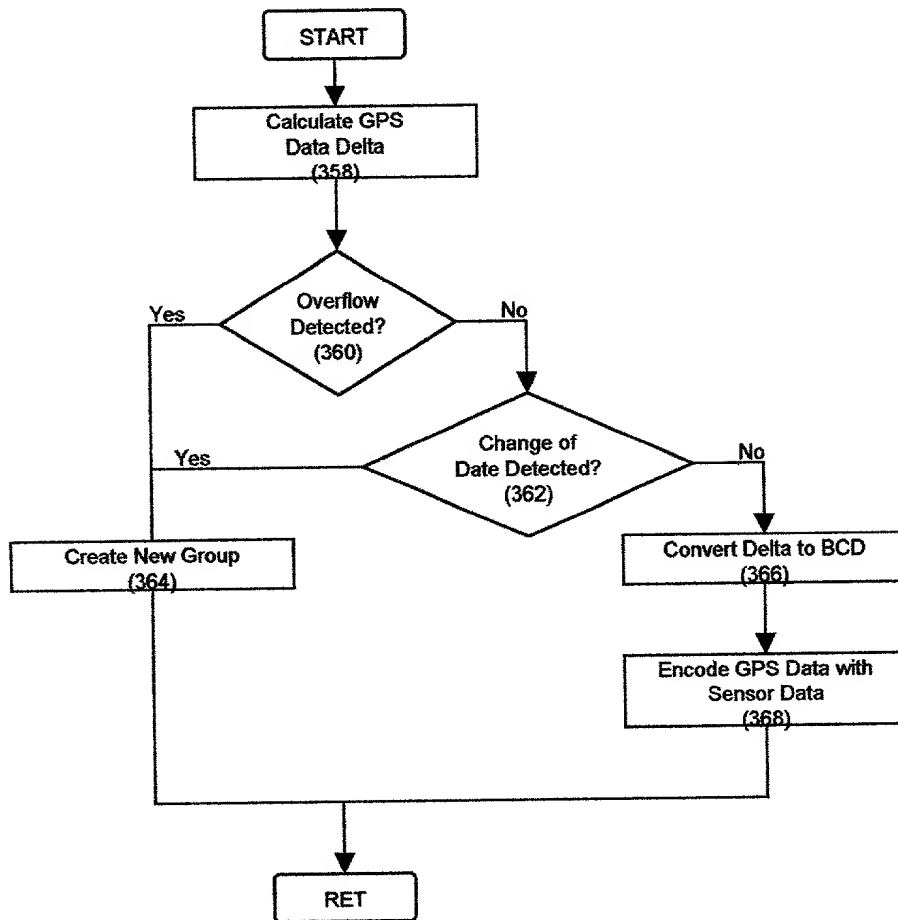 START
Calculate GPS
Data Delta
(358)
Overflow
Detected?
(360)
Yes
No
Change of
Date Detected?
(362)
Yes
No
Create New Group
(364)
Convert Delta to BCD
(366)
Encode GPS Data with
Sensor Data
(368)
RET